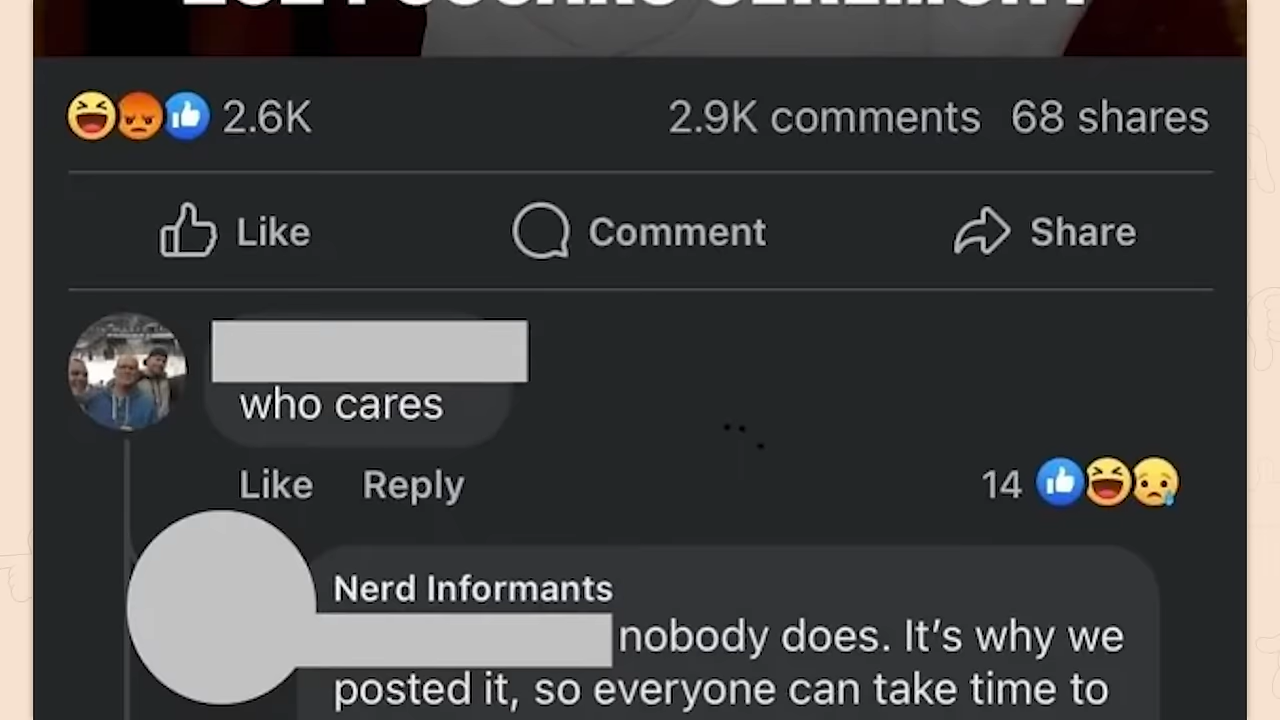 2.6K 2.9K comments 68 shares
Like Comment Share
who cares
Like Reply 14
Nerd Informants
nobody does. It’s why we
posted it, so everyone can take time to